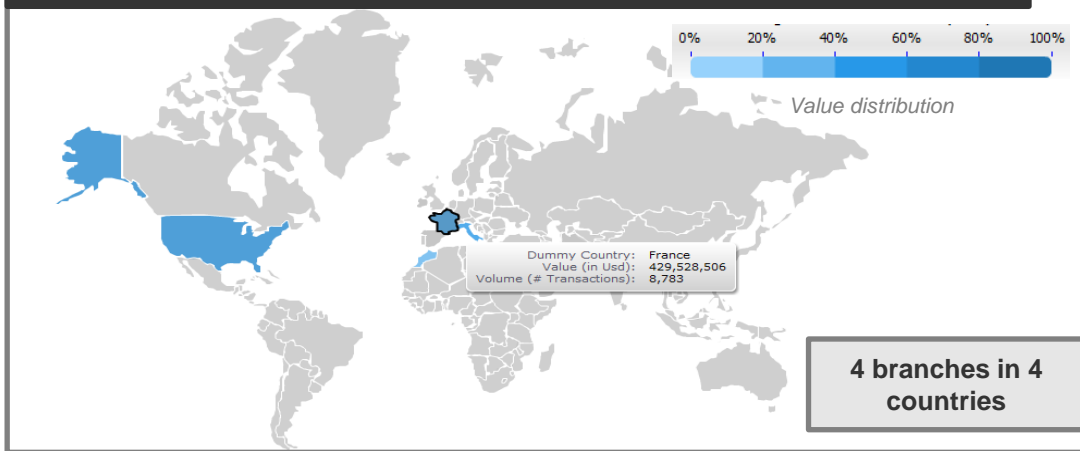 0% 20% 40% 60% 80% 100%
Value distribution
Dummy Country: France
Value (in Usd): 429,528,506
Volume (# Transactions): 8,783
4 branches in 4
countries